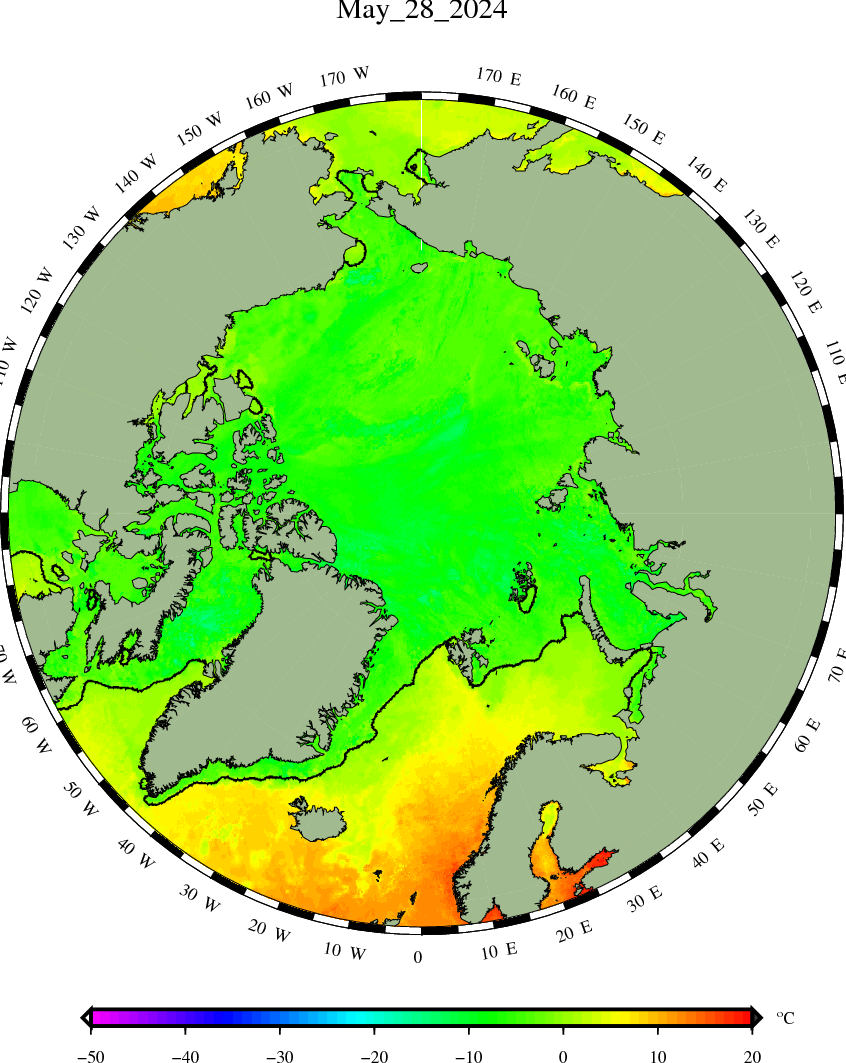 May_28_2024
170 W
170 E
160 W
160 E
150 W
150 E
140 W
140 E
130 W
130 E
120 W
120 E
110 E
70 E
60 W
60 E
50 W
50 E
40 W
40 E
30 W
30 E
20 W
20 E
10 W
10 E
0
°C
−50 −40 −30 −20 −10 0 10 20